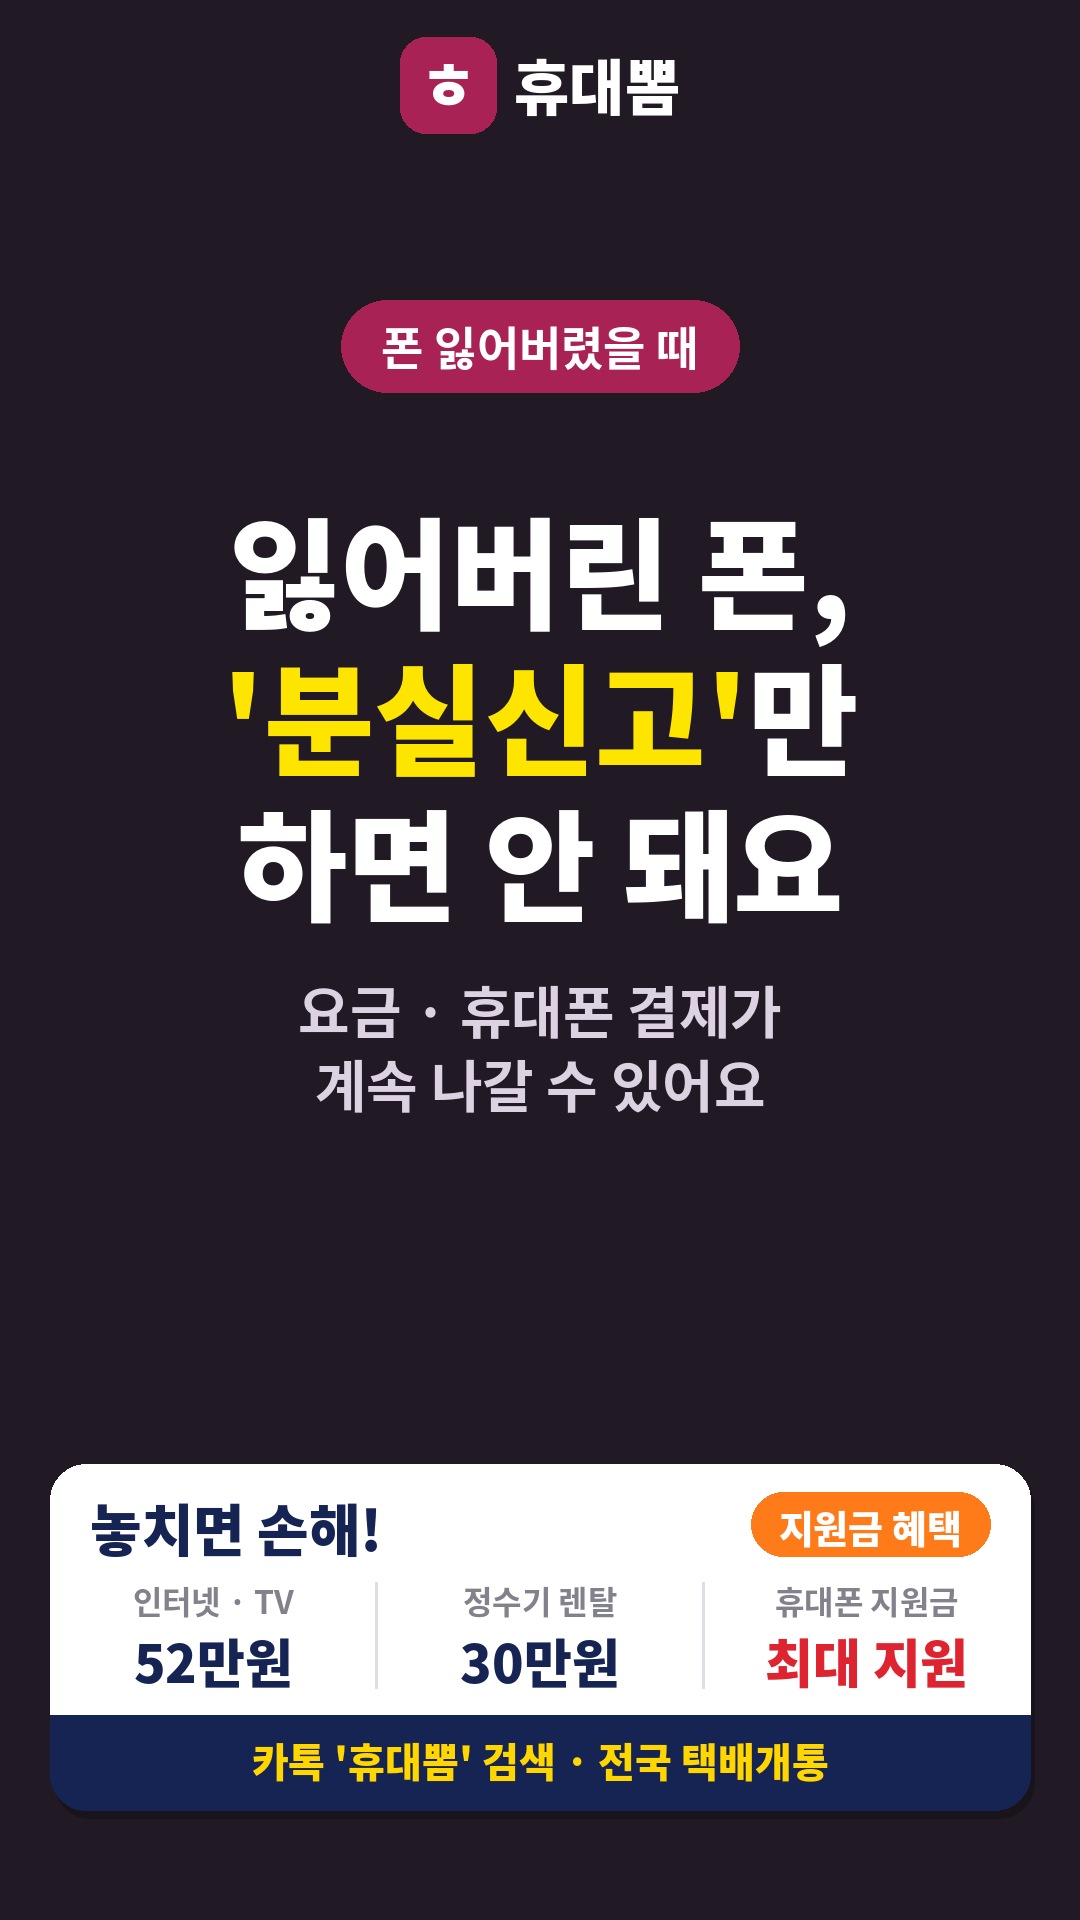 ㅎ 휴대뽐
폰 잃어버렸을 때
잃어버린 폰,
'분실신고'만
하면 안 돼요
요금 · 휴대폰 결제가
계속 나갈 수 있어요
놓치면 손해!
지원금 혜택
인터넷 · TV
52만원
정수기 렌탈
30만원
휴대폰 지원금
최대 지원
카톡 '휴대뽐' 검색 · 전국 택배개통